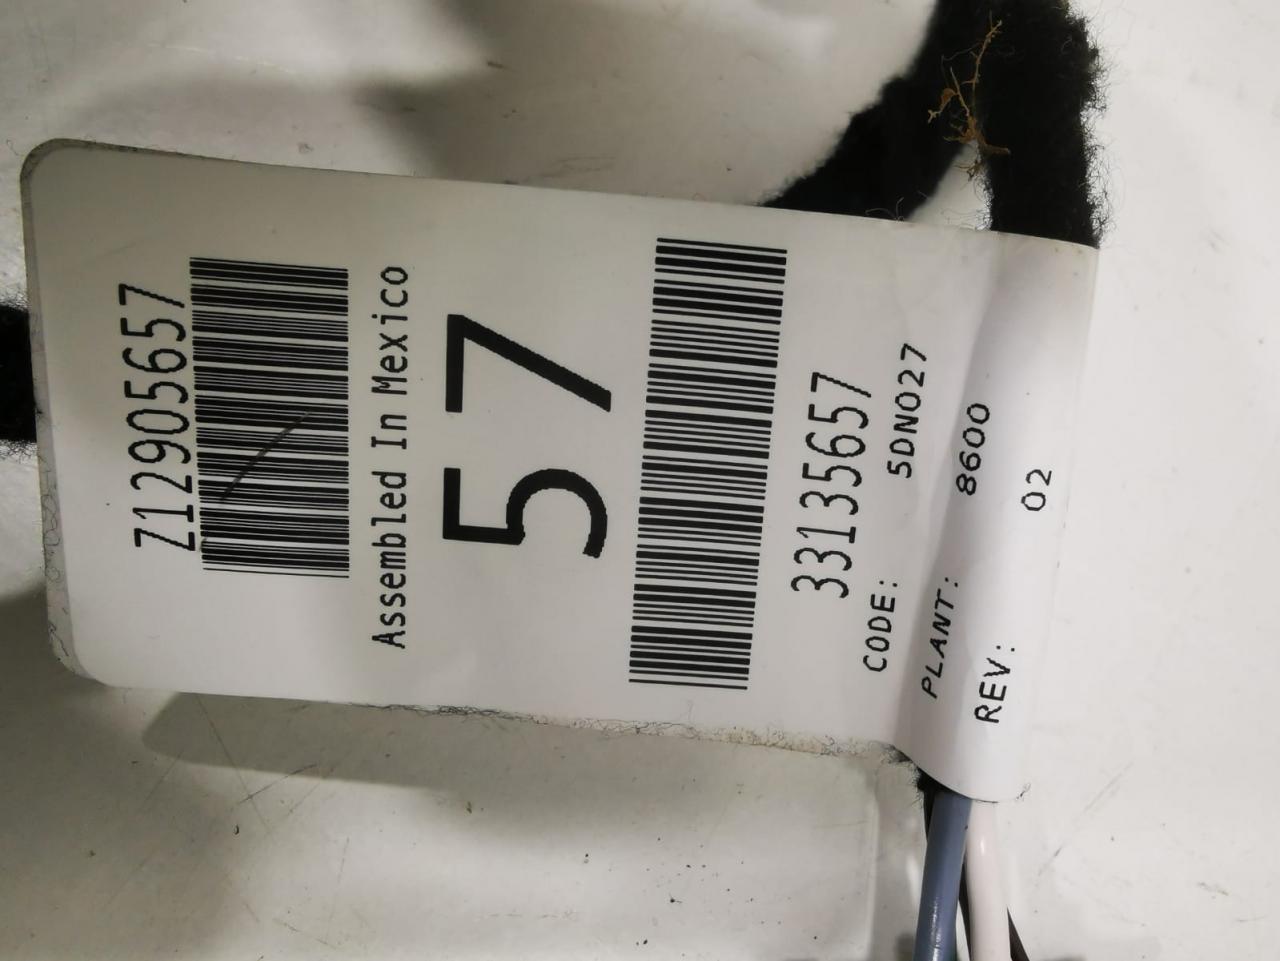 Z12905657
Assembled In Mexico
57
33135657
CODE: 5DN027
PLANT: 8600
REV: 02